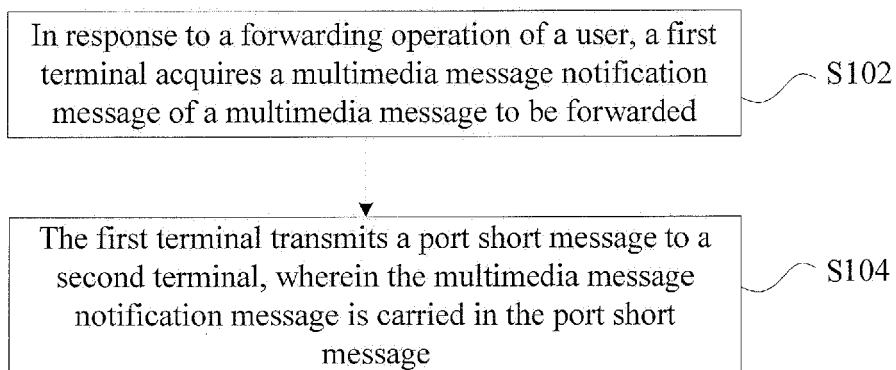 In response to a forwarding operation of a user, a first
terminal acquires a multimedia message notification
message of a multimedia message to be forwarded
S102
The first terminal transmits a port short message to a
second terminal, wherein the multimedia message
notification message is carried in the port short
message
S104